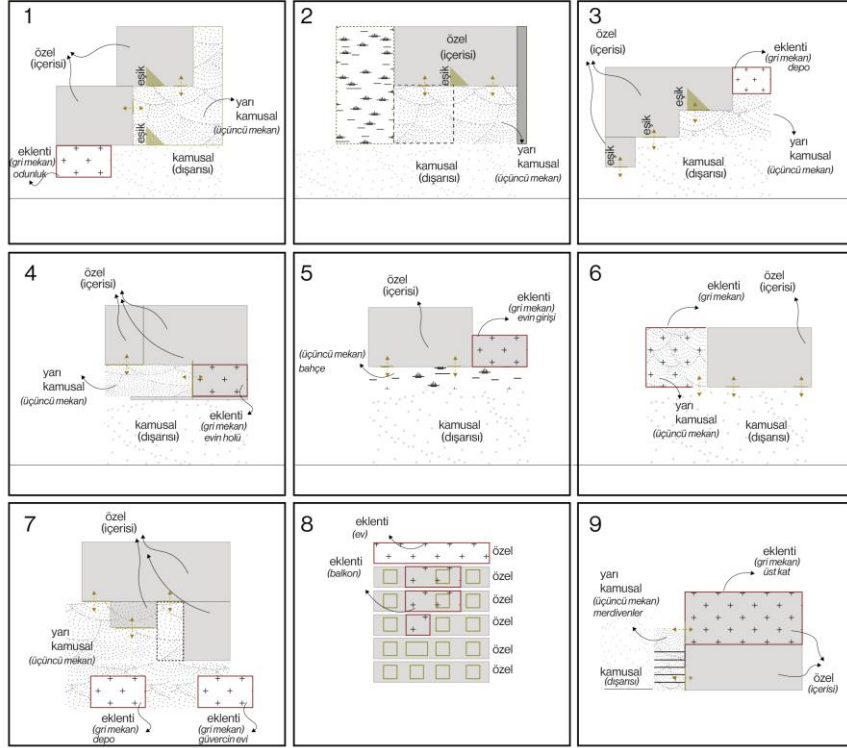 1
özel
(içerisi)
eşik
eşik
yarı
kamusal
(üçüncü mekan)
eklenti
(gri mekan)
odunluk
kamusal
(dışarısı)
2
özel
(içerisi)
eşik
kamusal
(dışarısı)
yarı
kamusal
(üçüncü mekan)
3
özel
(içerisi)
eklenti
(gri mekan)
depo
eşik
eşik
eşik
yarı
kamusal
(üçüncü mekan)
kamusal
(dışarısı)
4
özel
(içerisi)
yarı
kamusal
(üçüncü mekan)
eklenti
(gri mekan)
evin holü
kamusal
(dışarısı)
5
özel
(içerisi)
eklenti
(gri mekan)
evin girişi
(üçüncü mekan)
bahçe
kamusal
(dışarısı)
6
eklenti
(gri mekan)
özel
(içerisi)
yarı
kamusal
(üçüncü mekan)
kamusal
(dışarısı)
7
özel
(içerisi)
yarı
kamusal
(üçüncü mekan)
eklenti
(gri mekan)
depo
eklenti
(gri mekan)
güvercin evi
8
eklenti
(ev)
eklenti
(balkon)
özel
özel
özel
özel
özel
özel
9
eklenti
(gri mekan)
üst kat
yarı
kamusal
(üçüncü mekan)
merdivenler
kamusal
(dışarısı)
özel
(içerisi)